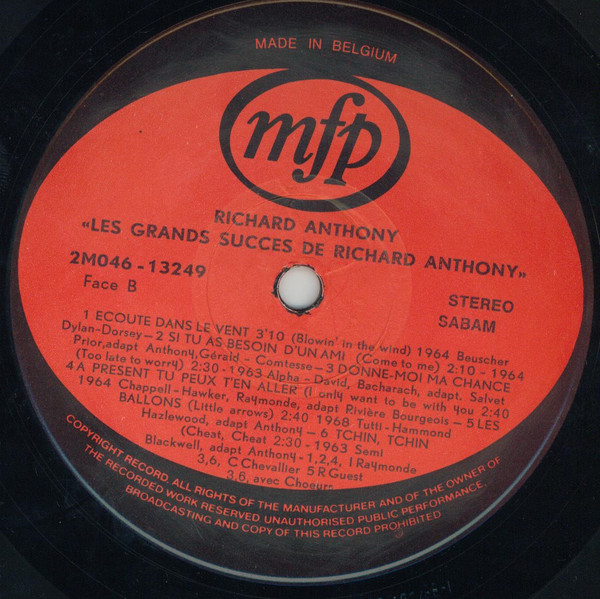 MADE IN BELGIUM
mfp
RICHARD ANTHONY
«LES GRANDS SUCCES DE RICHARD ANTHONY»
2M046-13249
Face B
STEREO
SABAM
1 ECOUTE DANS LE VENT 3'10 (Blowin' in the wind) 1964 Beuscher
Dylan-Dorsey-2 SI TU AS BESOIN D'UN AMI (Come to me) 2:10-1964
Prior,adapt Anthony,Gérald - Comtesse-3 DONNE-MOI MA CHANCE
(Too late to worry) 2:30-1963-Alpha-David, Bacharach, adapt. Salvet
4 A PRESENT TU PEUX T'EN ALLER (I only want to be with you 2:40
1964 Chappell-Hawker, Raymonde, adapt Rivière Bourgeois-5 LES
BALLONS (Little arrows) 2:40 1968 Tutti-Hammond
Hazlewood, adapt Anthony-6 TCHIN, TCHIN
(Cheat, Cheat 2:30-1963 Semi
Blackwell, adapt Anthony-1.2,4, I Raymonde
3,6, C Chevallier 5 R Guest
3,6, avec Choeur
COPYRIGHT RECORD. ALL RIGHTS OF THE MANUFACTURER AND OF THE OWNER OF
THE RECORDED WORK RESERVED. UNAUTHORISED PUBLIC PERFORMANCE,
BROADCASTING AND COPY OF THIS RECORD PROHIBITED